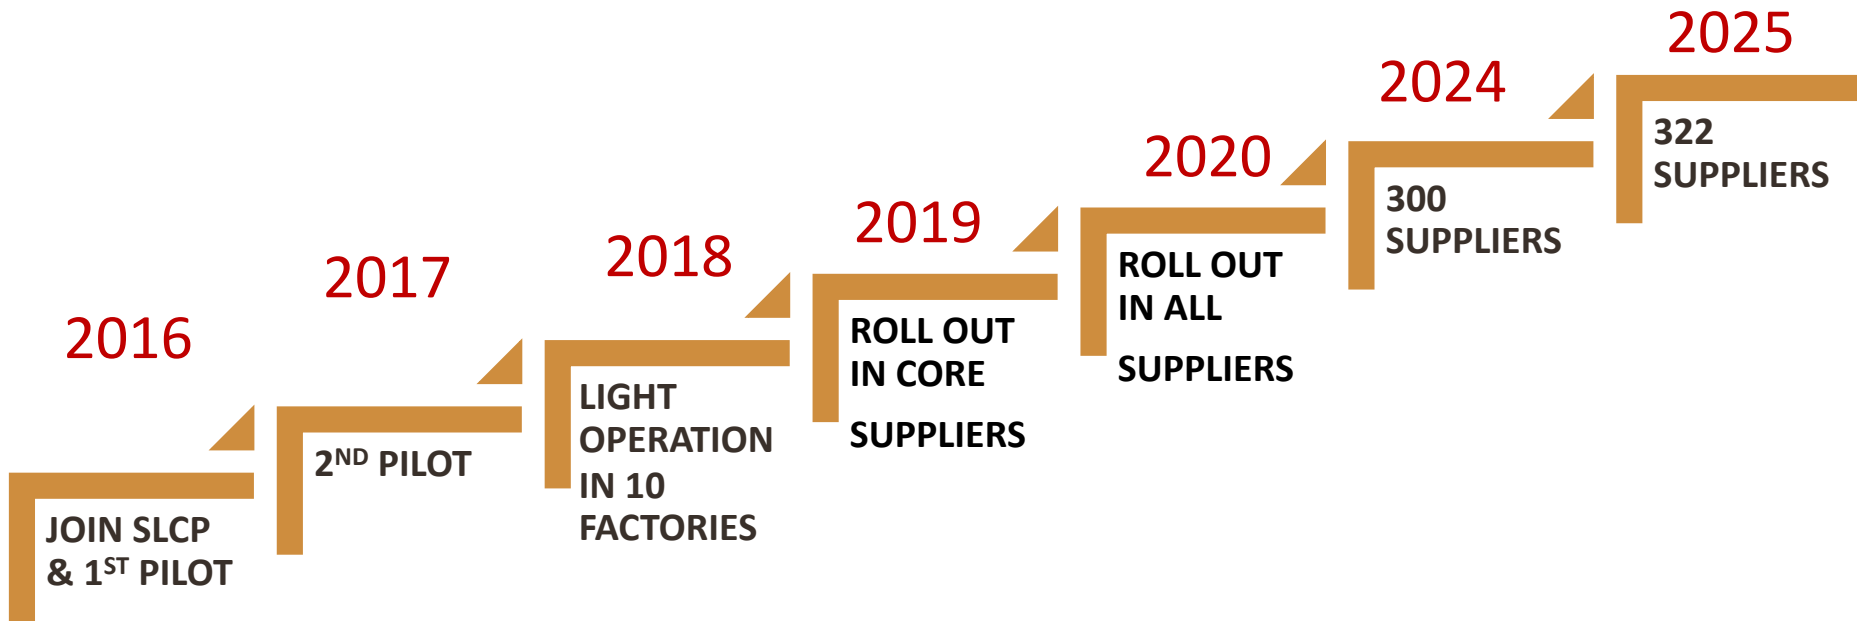 2016
JOIN SLCP
& 1ST PILOT
2017
2ND PILOT
2018
LIGHT
OPERATION
IN 10
FACTORIES
2019
ROLL OUT
IN CORE
SUPPLIERS
2020
ROLL OUT
IN ALL
SUPPLIERS
2024
300
SUPPLIERS
2025
322
SUPPLIERS